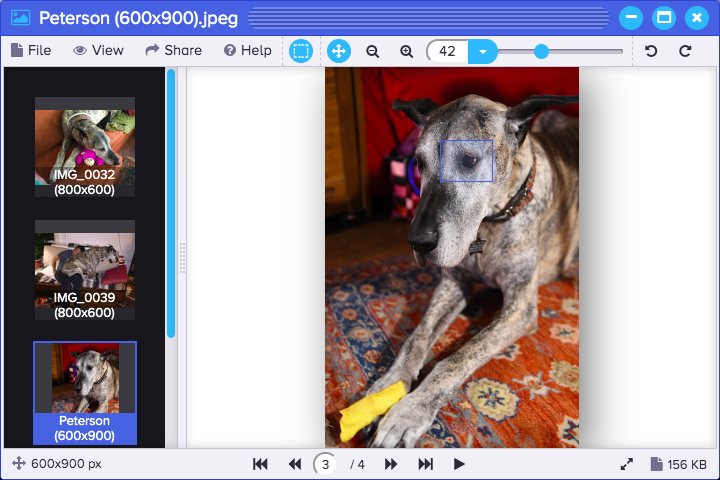 Peterson (600x900).jpeg
File View Share Help 42
IMG_0032
(800x600)
IMG_0039
(800x600)
Peterson
(600x900)
600x900 px 3 / 4 156 KB